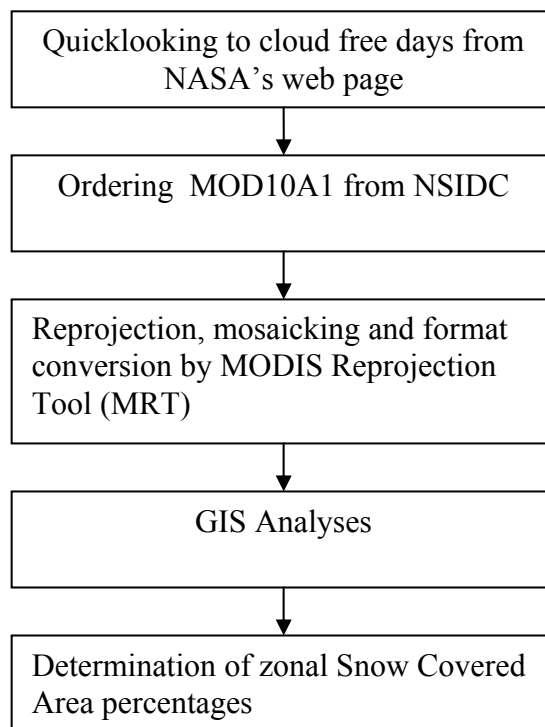 Quicklooking to cloud free days from
NASA’s web page
Ordering  MOD10A1 from NSIDC
Reprojection, mosaicking and format
conversion by MODIS Reprojection
Tool (MRT)
GIS Analyses
Determination of zonal Snow Covered
Area percentages